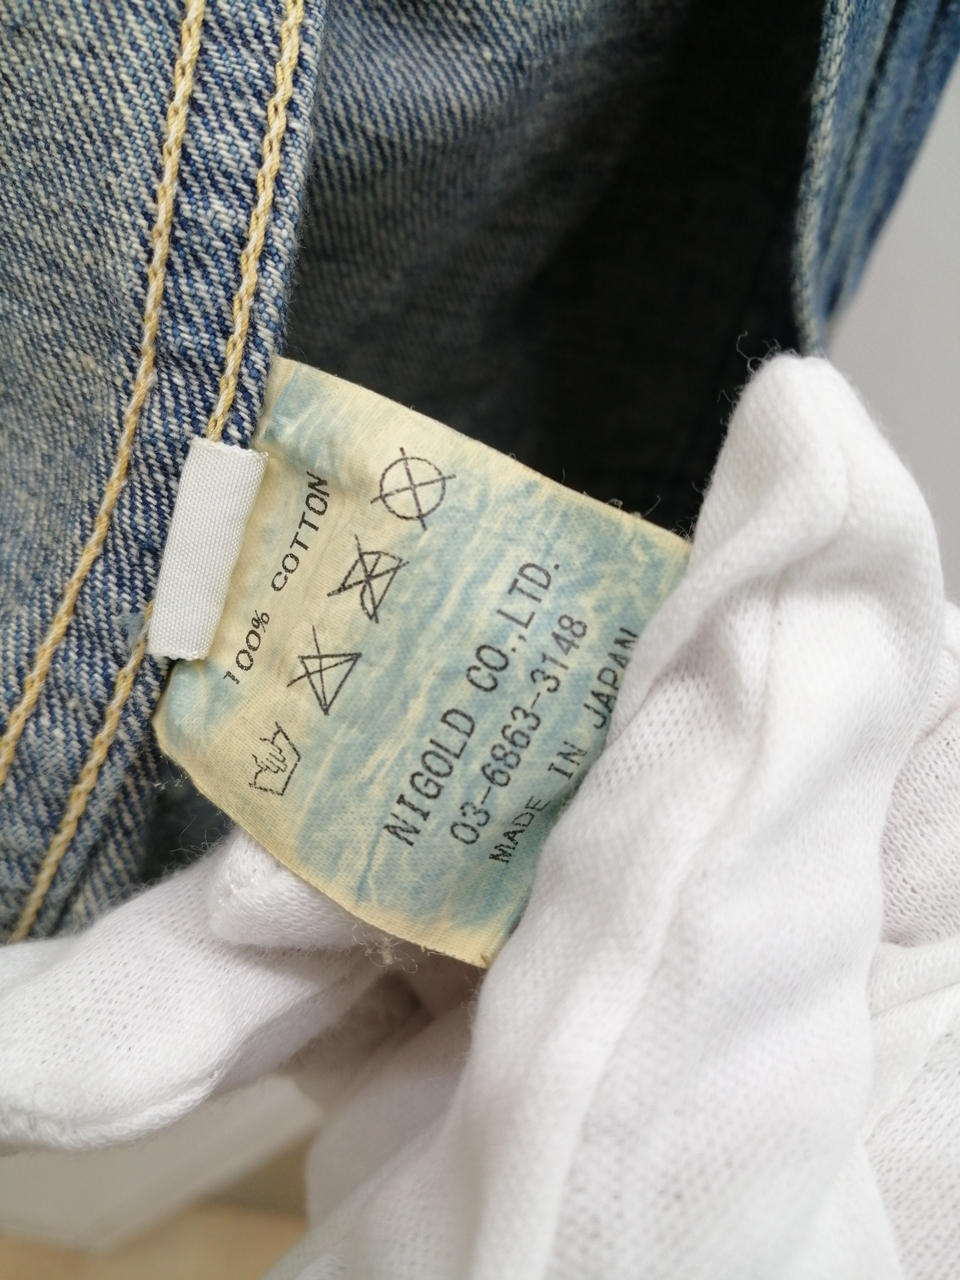 100% COTTON
NIGOLD CO.,LTD.
03-6863-3148
MADE IN JAPAN